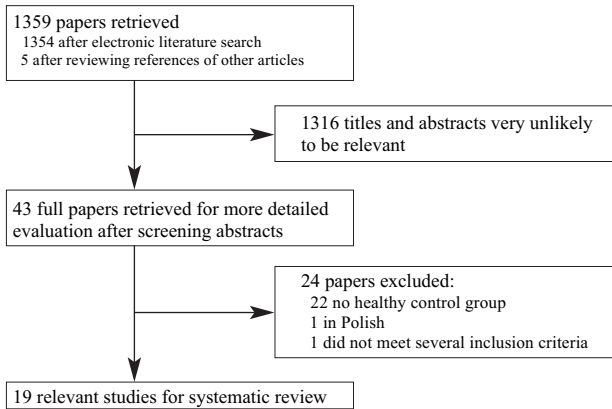 1359 papers retrieved
1354 after electronic literature search
5 after reviewing references of other articles
1316 titles and abstracts very unlikely
to be relevant
43 full papers retrieved for more detailed
evaluation after screening abstracts
24 papers excluded:
22 no healthy control group
1 in Polish
1 did not meet several inclusion criteria
19 relevant studies for systematic review